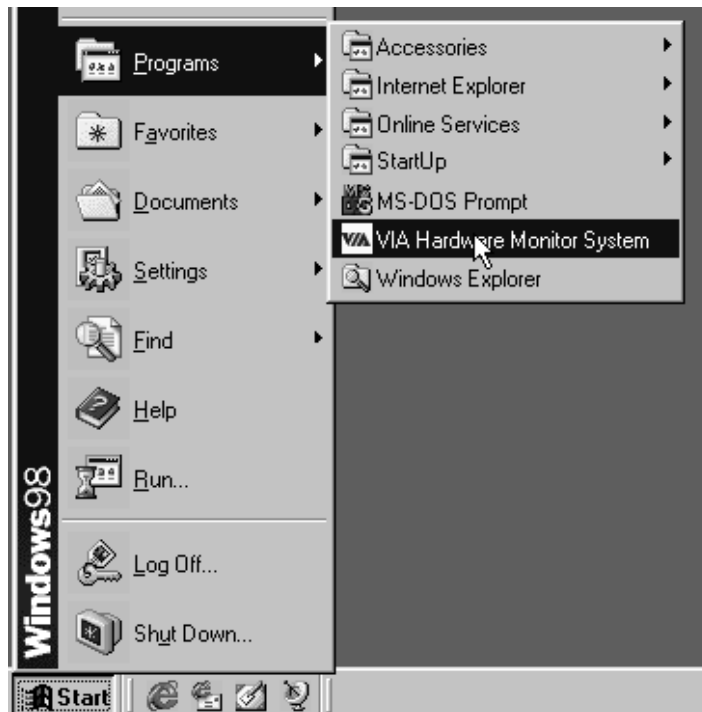 Programs
Favorites
Documents
Settings
Find
Help
Run...
Log Off...
Shut Down...
Accessories
Internet Explorer
Online Services
StartUp
MS-DOS Prompt
VIA VIA Hardware Monitor System
Windows Explorer
Windows98
Start